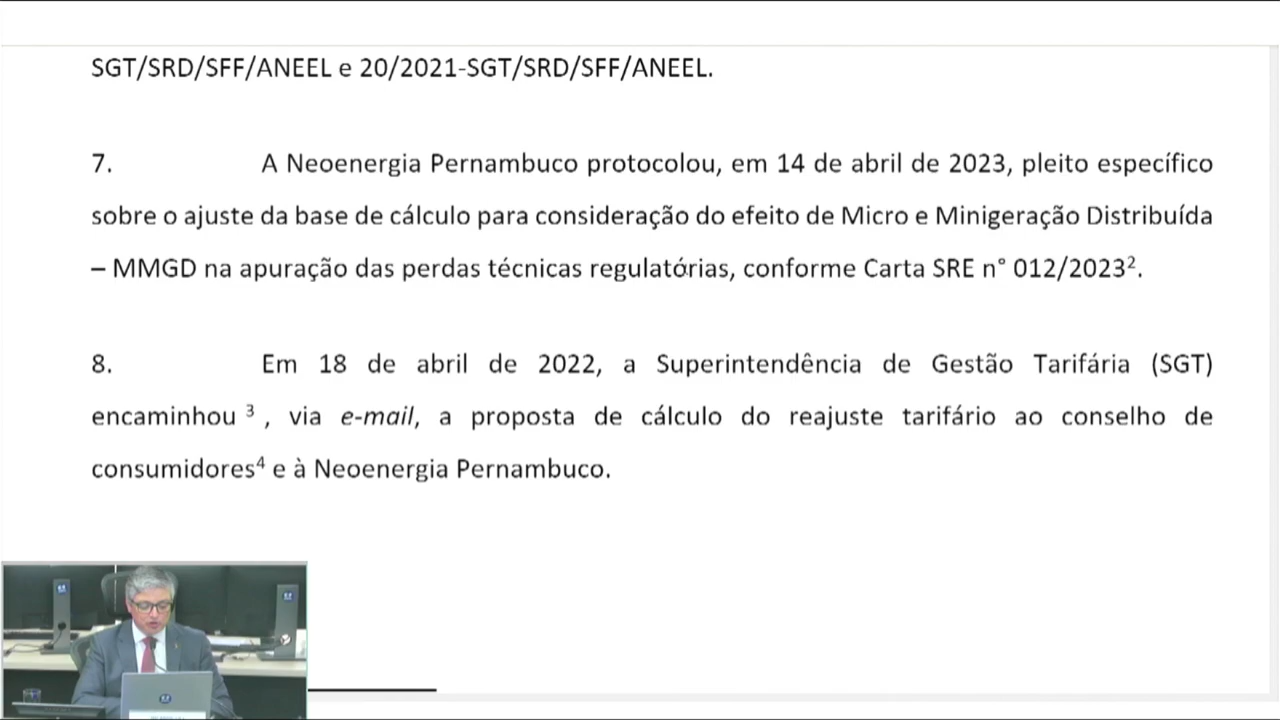 SGT/SRD/SFF/ANEEL e 20/2021-SGT/SRD/SFF/ANEEL.
7. A Neoenergia Pernambuco protocolou, em 14 de abril de 2023, pleito específico
sobre o ajuste da base de cálculo para consideração do efeito de Micro e Minigeração Distribuída
– MMGD na apuração das perdas técnicas regulatórias, conforme Carta SRE n° 012/2023².
8. Em 18 de abril de 2022, a Superintendência de Gestão Tarifária (SGT)
encaminhou ³ , via e-mail, a proposta de cálculo do reajuste tarifário ao conselho de
consumidores⁴ e à Neoenergia Pernambuco.